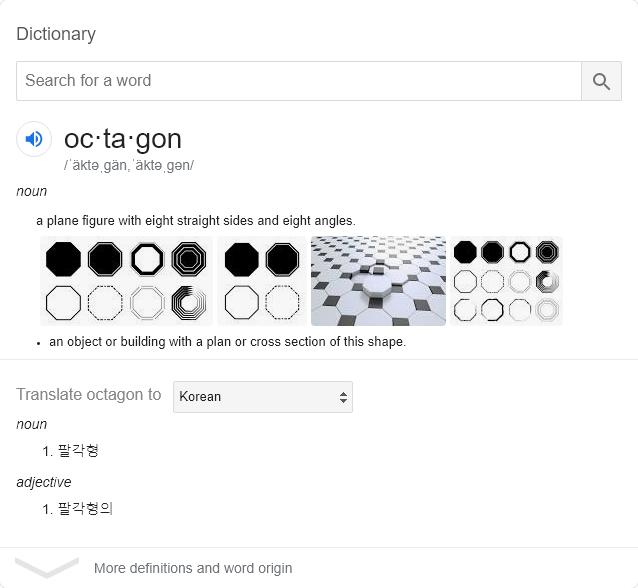 Dictionary
Search for a word
oc·ta·gon
/ˈäktəˌɡän,ˈäktəˌɡən/
noun
a plane figure with eight straight sides and eight angles.
• an object or building with a plan or cross section of this shape.
Translate octagon to Korean
noun
1. 팔각형
adjective
1. 팔각형의
More definitions and word origin